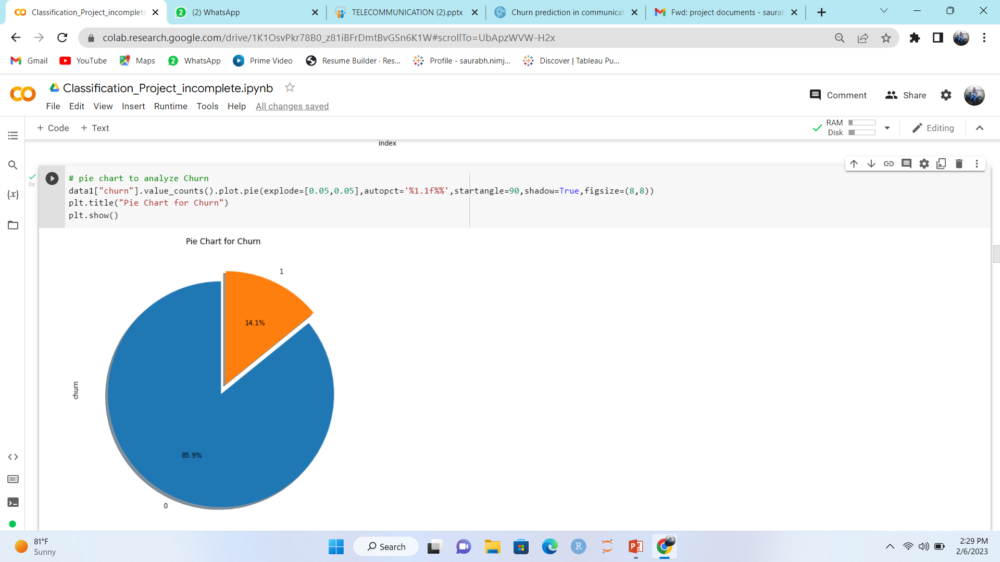 Classification_Project_incomplete
(2) WhatsApp
TELECOMMUNICATION (2).pptx
Churn prediction in communicat
Fwd: project documents - saurab
colab.research.google.com/drive/1K1OsvPkr78B0_z81iBFrDmtBvGSn6K1W#scrollTo=UbApzWVW-H2x
Gmail
YouTube
Maps
WhatsApp
Prime Video
Resume Builder · Res...
Profile - saurabh.nimj...
Discover | Tableau Pu...
Classification_Project_incomplete.ipynb
Comment
Share
File Edit View Insert Runtime Tools Help All changes saved
+ Code + Text
RAM
Disk
Editing
index
0s
{x}
# pie chart to analyze Churn
data1["churn"].value_counts().plot.pie(explode=[0.05,0.05],autopct='%1.1f%%',startangle=90,shadow=True,figsize=(8,8))
plt.title("Pie Chart for Churn")
plt.show()
Pie Chart for Churn
1
14.1%
churn
85.9%
0
81°F
Sunny
Search
2:29 PM
2/6/2023